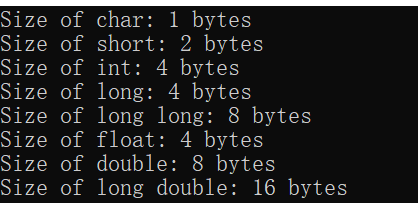 Size of char: 1 bytes
Size of short: 2 bytes
Size of int: 4 bytes
Size of long: 4 bytes
Size of long long: 8 bytes
Size of float: 4 bytes
Size of double: 8 bytes
Size of long double: 16 bytes